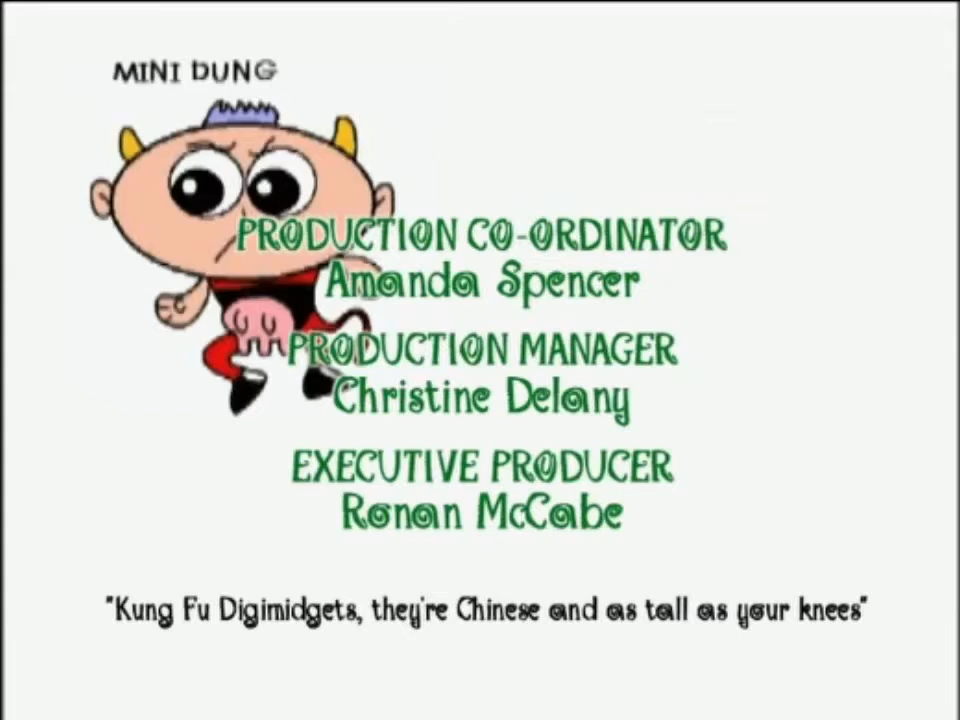 MINI DUNG
PRODUCTION CO-ORDINATOR
Amanda Spencer
PRODUCTION MANAGER
Christine Delany
EXECUTIVE PRODUCER
Ronan McCabe
"Kung Fu Digimidgets, they're Chinese and as tall as your knees"